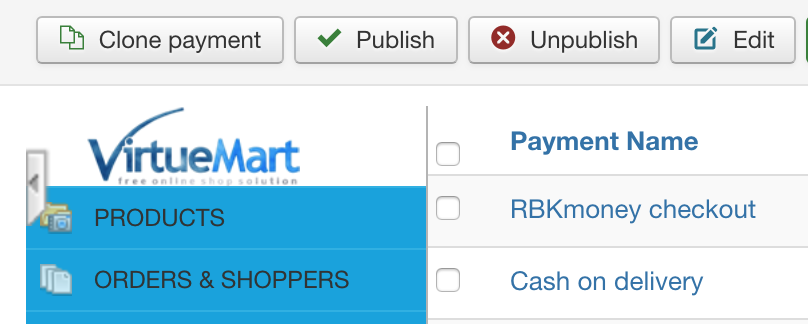 Clone payment Publish Unpublish Edit
VirtueMart
free online shop solution
Payment Name
PRODUCTS
RBKmoney checkout
ORDERS & SHOPPERS
Cash on delivery